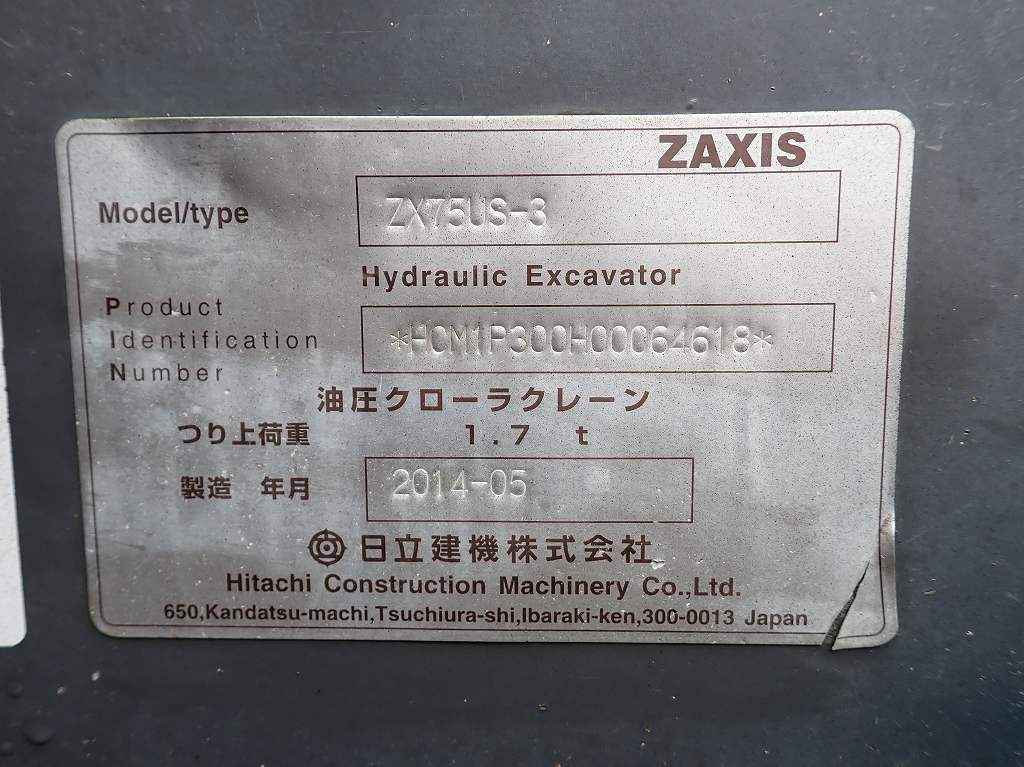 ZAXIS
Model/type ZX75US-3
Hydraulic Excavator
Product
Identification *HCM1P300H00064618*
Number
油圧クローラクレーン
つり上荷重 1.7 t
製造 年月 2014-05
日立建機株式会社
Hitachi Construction Machinery Co.,Ltd.
650,Kandatsu-machi,Tsuchiura-shi,Ibaraki-ken,300-0013 Japan